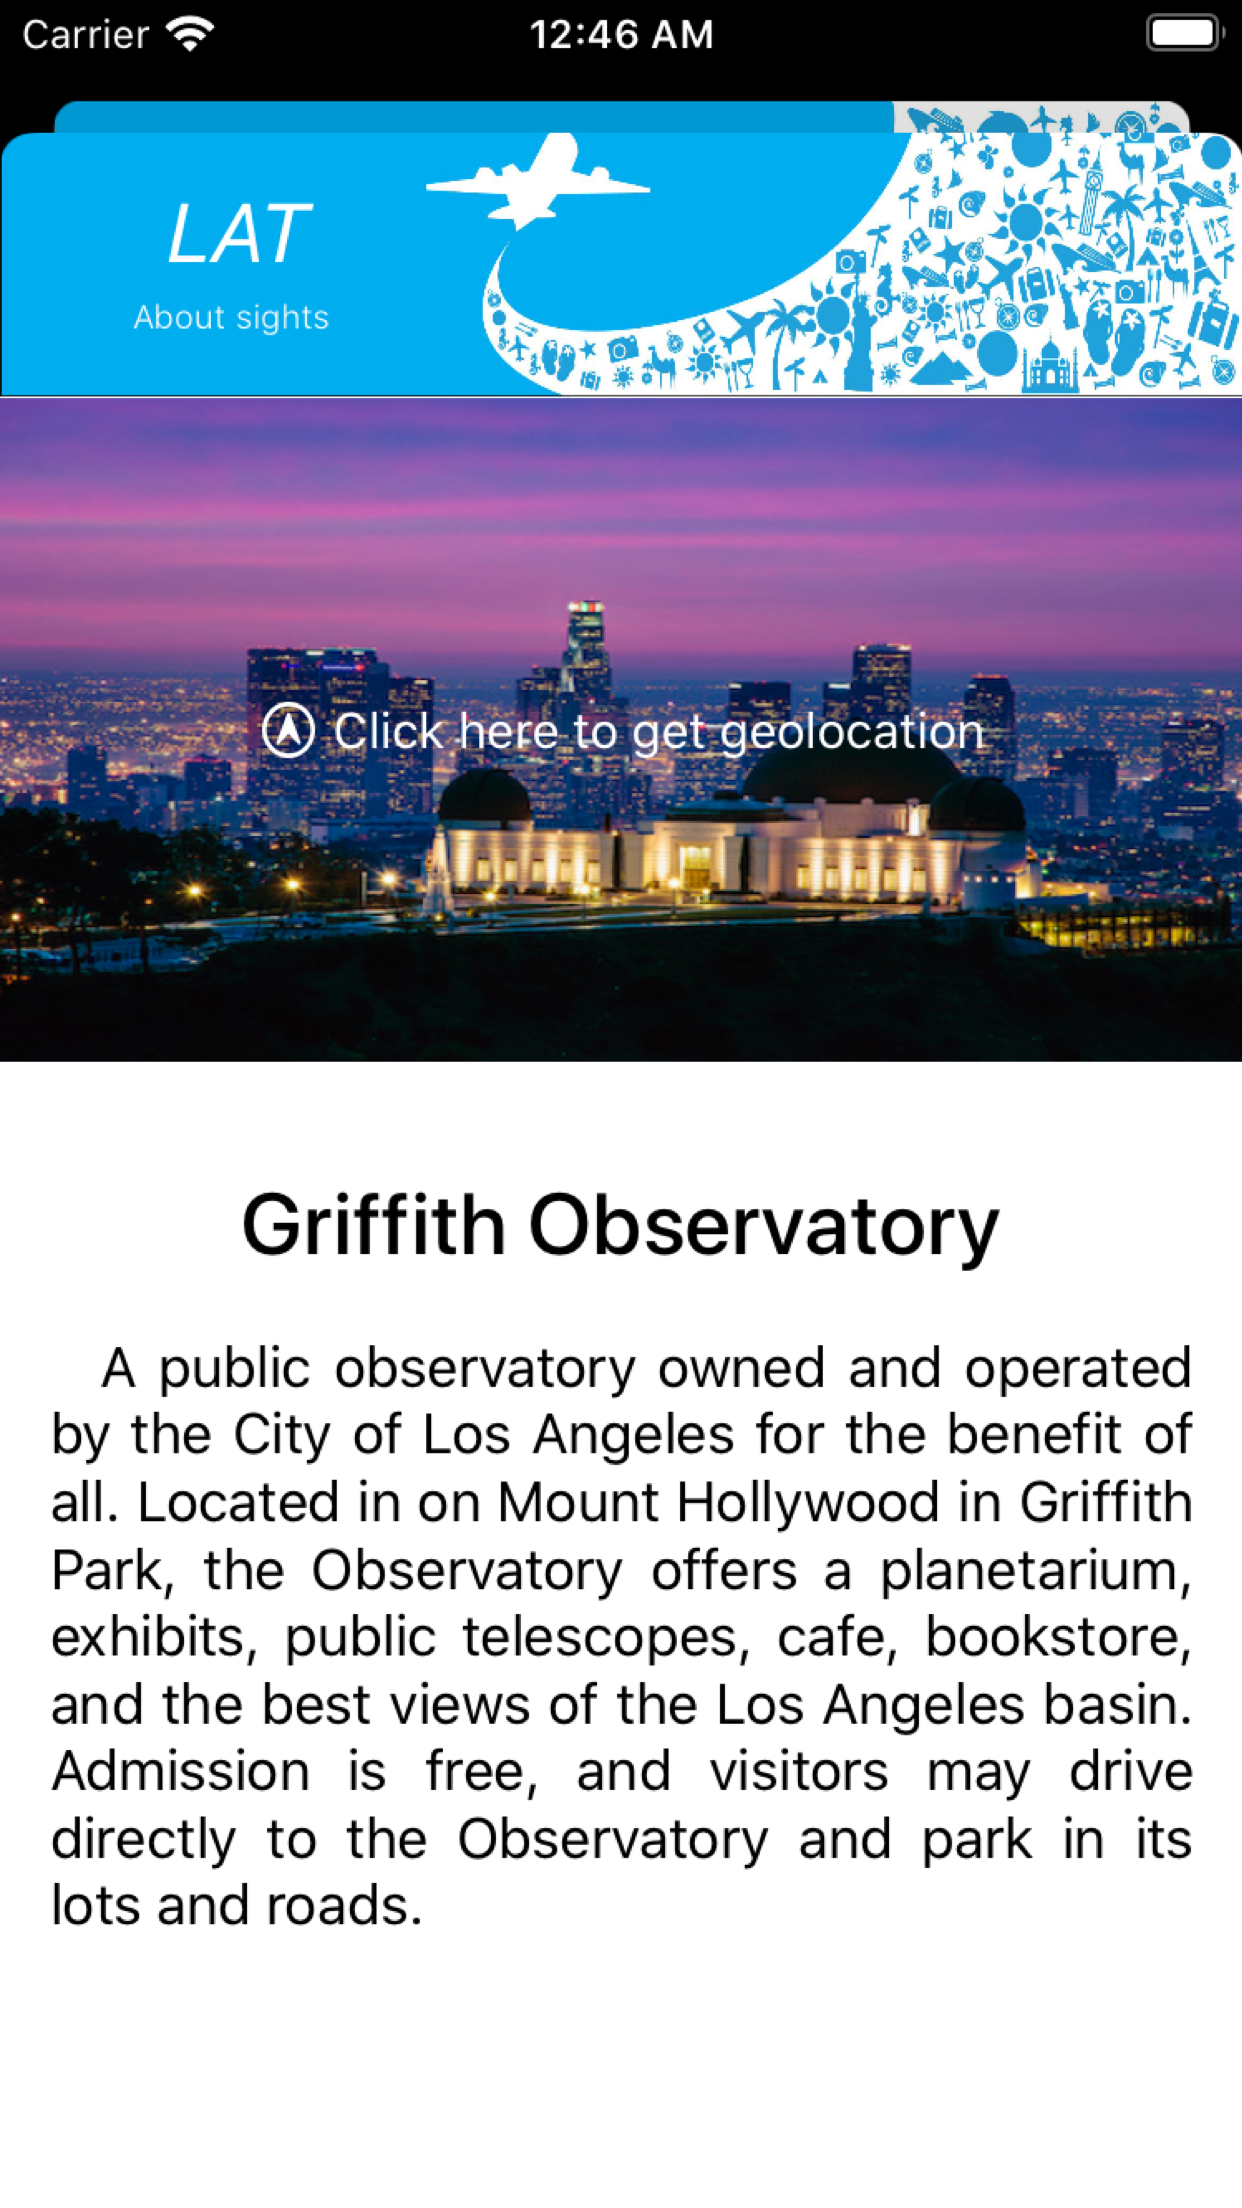 Carrier
12:46 AM
LAT
About sights
Click here to get geolocation
Griffith Observatory
A public observatory owned and operated
by the City of Los Angeles for the benefit of
all. Located in on Mount Hollywood in Griffith
Park, the Observatory offers a planetarium,
exhibits, public telescopes, cafe, bookstore,
and the best views of the Los Angeles basin.
Admission is free, and visitors may drive
directly to the Observatory and park in its
lots and roads.